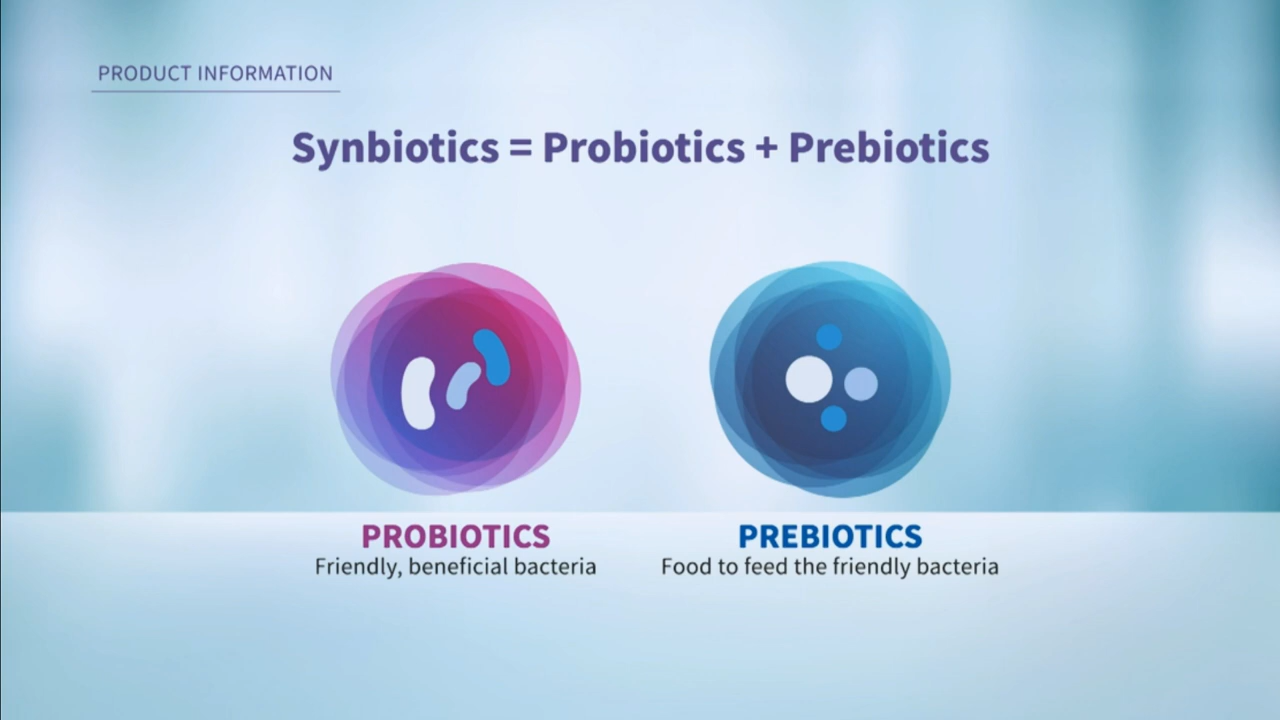 PRODUCT INFORMATION
Synbiotics = Probiotics + Prebiotics
PROBIOTICS
Friendly, beneficial bacteria
PREBIOTICS
Food to feed the friendly bacteria